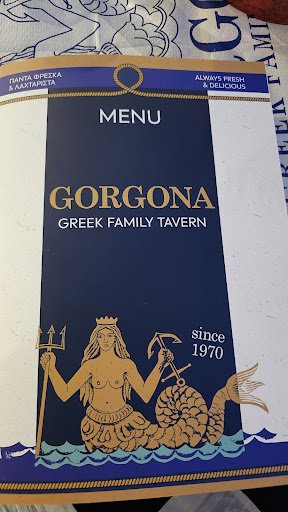 ΠΑΝΤΑ ΦΡΕΣΚΑ
& ΛΑΧΤΑΡΙΣΤΑ
ALWAYS FRESH
& DELICIOUS
MENU
GORGONA
GREEK FAMILY TAVERN
since
1970